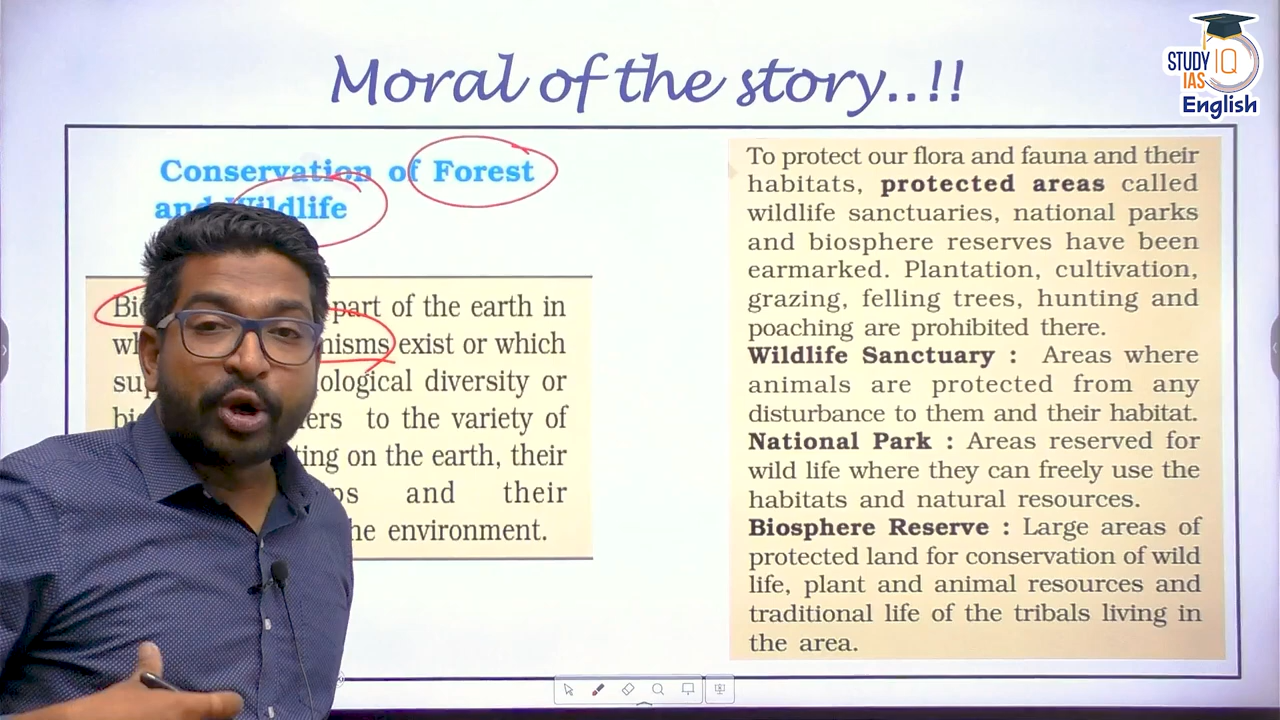 Moral of the story..!!
STUDY IQ
IAS
English
Conservation of Forest
and Wildlife
part of the earth in
exist or which
diversity or
to the variety of
on the earth, their
and their
environment.
To protect our flora and fauna and their
habitats, protected areas called
wildlife sanctuaries, national parks
and biosphere reserves have been
earmarked. Plantation, cultivation,
grazing, felling trees, hunting and
poaching are prohibited there.
Wildlife Sanctuary : Areas where
animals are protected from any
disturbance to them and their habitat.
National Park : Areas reserved for
wild life where they can freely use the
habitats and natural resources.
Biosphere Reserve : Large areas of
protected land for conservation of wild
life, plant and animal resources and
traditional life of the tribals living in
the area.